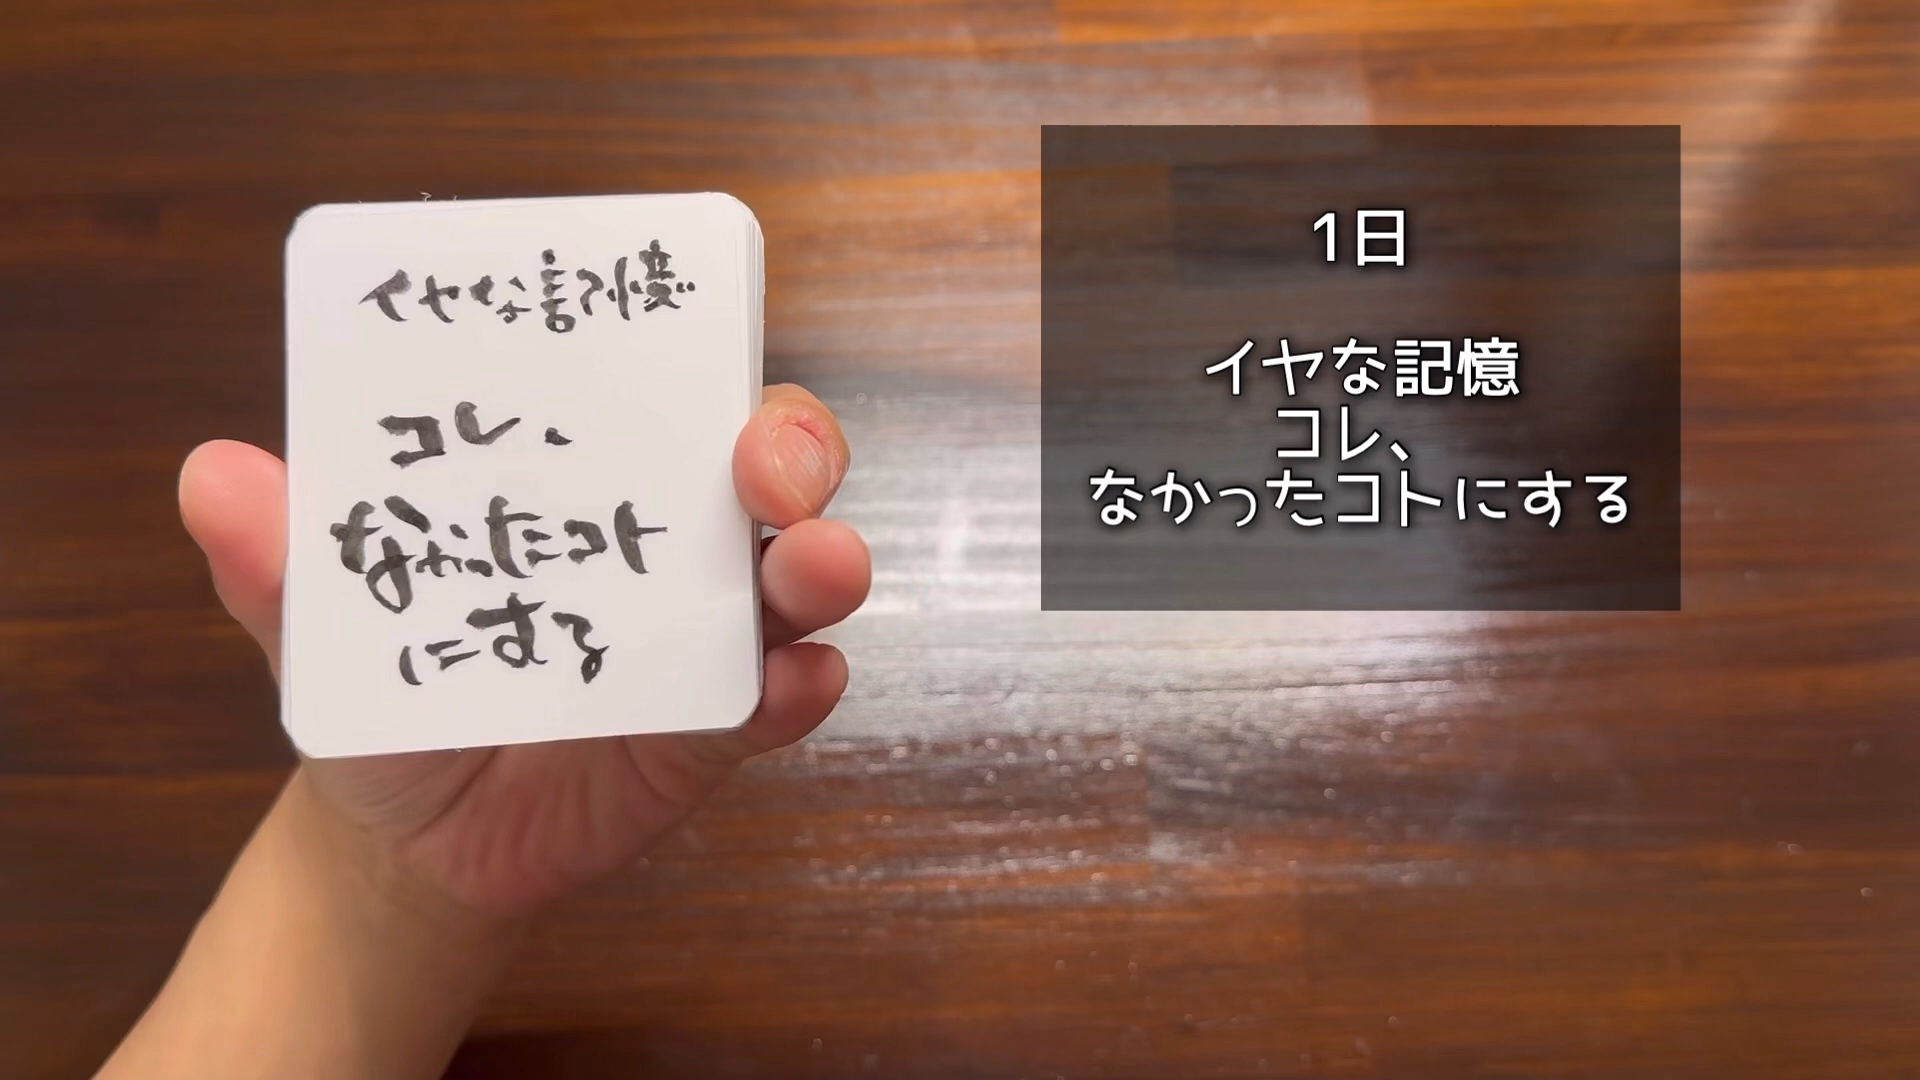 イヤな記憶
コレ、
なかったコト
にする
1日
イヤな記憶
コレ、
なかったコトにする